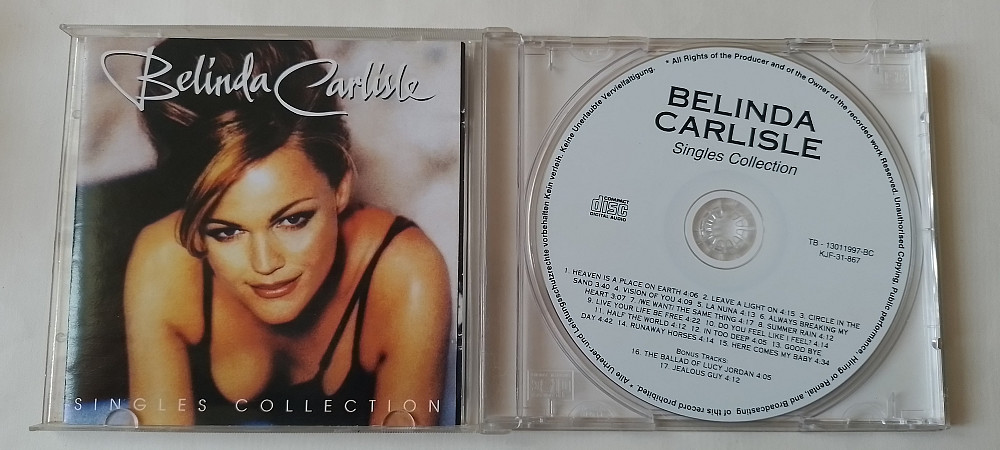 Belinda Carlisle
SINGLES COLLECTION
* All Rights of the Producer and of the Owner of the recorded work Reserved. Unauthorised Copying, Public performance, Hiring or Rental, and Broadcasting of this record prohibited. * Alle Urheber- und Leistungsschutzrechte vorbehalten. Kein Verleih. Keine Unerlaubte Vervielfältigung.
BELINDA
CARLISLE
Singles Collection
COMPACT
disc
DIGITAL AUDIO
TB - 13011997-BC
KJF-31-867
1. HEAVEN IS A PLACE ON EARTH 4:06 2. LEAVE A LIGHT ON 4:15 3. CIRCLE IN THE
SAND 3:40 4. VISION OF YOU 4:09 5. LA NUNA 4:13 6. ALWAYS BREAKING MY
HEART 3:07 7. /WE WANT/ THE SAME THING 4:17 8. SUMMER RAIN 4:12
9. LIVE YOUR LIFE BE FREE 4:22 10. DO YOU FEEL LIKE I FEEL? 4:14
11. HALF THE WORLD 4:12 12. IN TOO DEEP 4:05 13. GOOD BYE
DAY 4:42 14. RUNAWAY HORSES 4:14 15. HERE COMES MY BABY 4:34
BONUS TRACKS:
16. THE BALLAD OF LUCY JORDAN 4:05
17. JEALOUS GUY 4:12